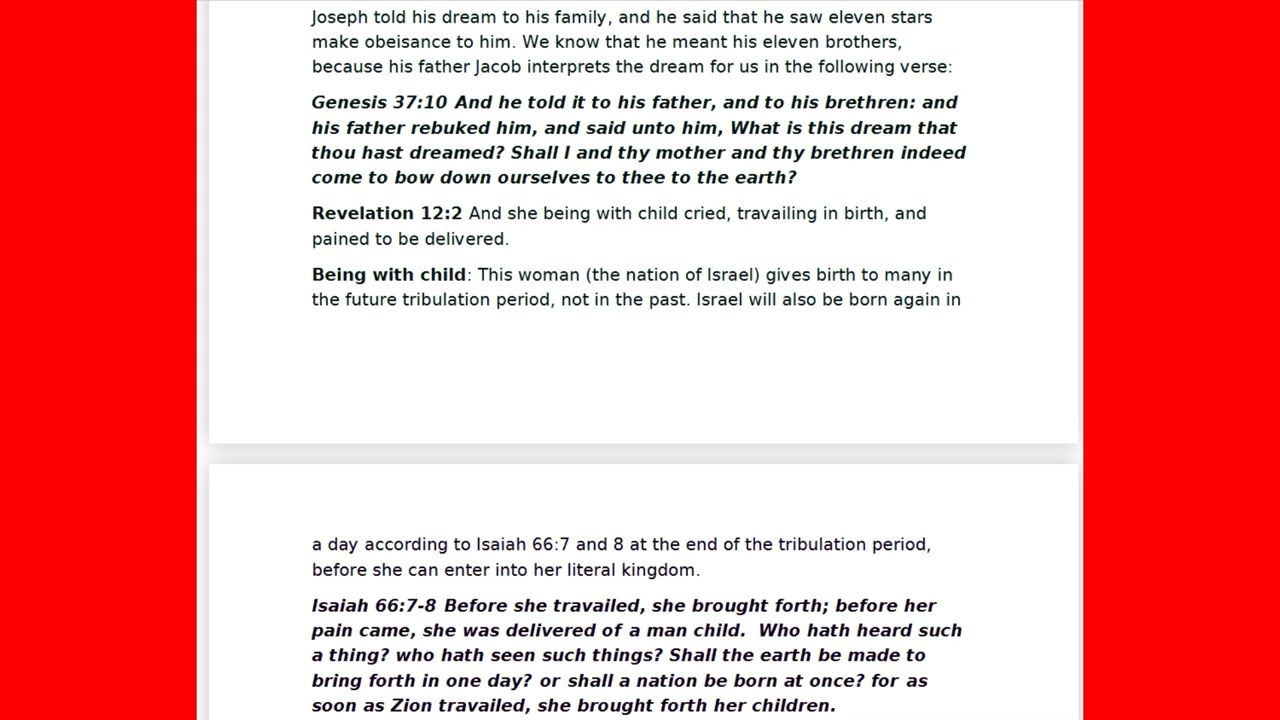 Joseph told his dream to his family, and he said that he saw eleven stars
make obeisance to him. We know that he meant his eleven brothers,
because his father Jacob interprets the dream for us in the following verse:
Genesis 37:10 And he told it to his father, and to his brethren: and
his father rebuked him, and said unto him, What is this dream that
thou hast dreamed? Shall I and thy mother and thy brethren indeed
come to bow down ourselves to thee to the earth?
Revelation 12:2 And she being with child cried, travailing in birth, and
pained to be delivered.
Being with child: This woman (the nation of Israel) gives birth to many in
the future tribulation period, not in the past. Israel will also be born again in
a day according to Isaiah 66:7 and 8 at the end of the tribulation period,
before she can enter into her literal kingdom.
Isaiah 66:7-8 Before she travailed, she brought forth; before her
pain came, she was delivered of a man child.  Who hath heard such
a thing? who hath seen such things? Shall the earth be made to
bring forth in one day? or shall a nation be born at once? for as
soon as Zion travailed, she brought forth her children.